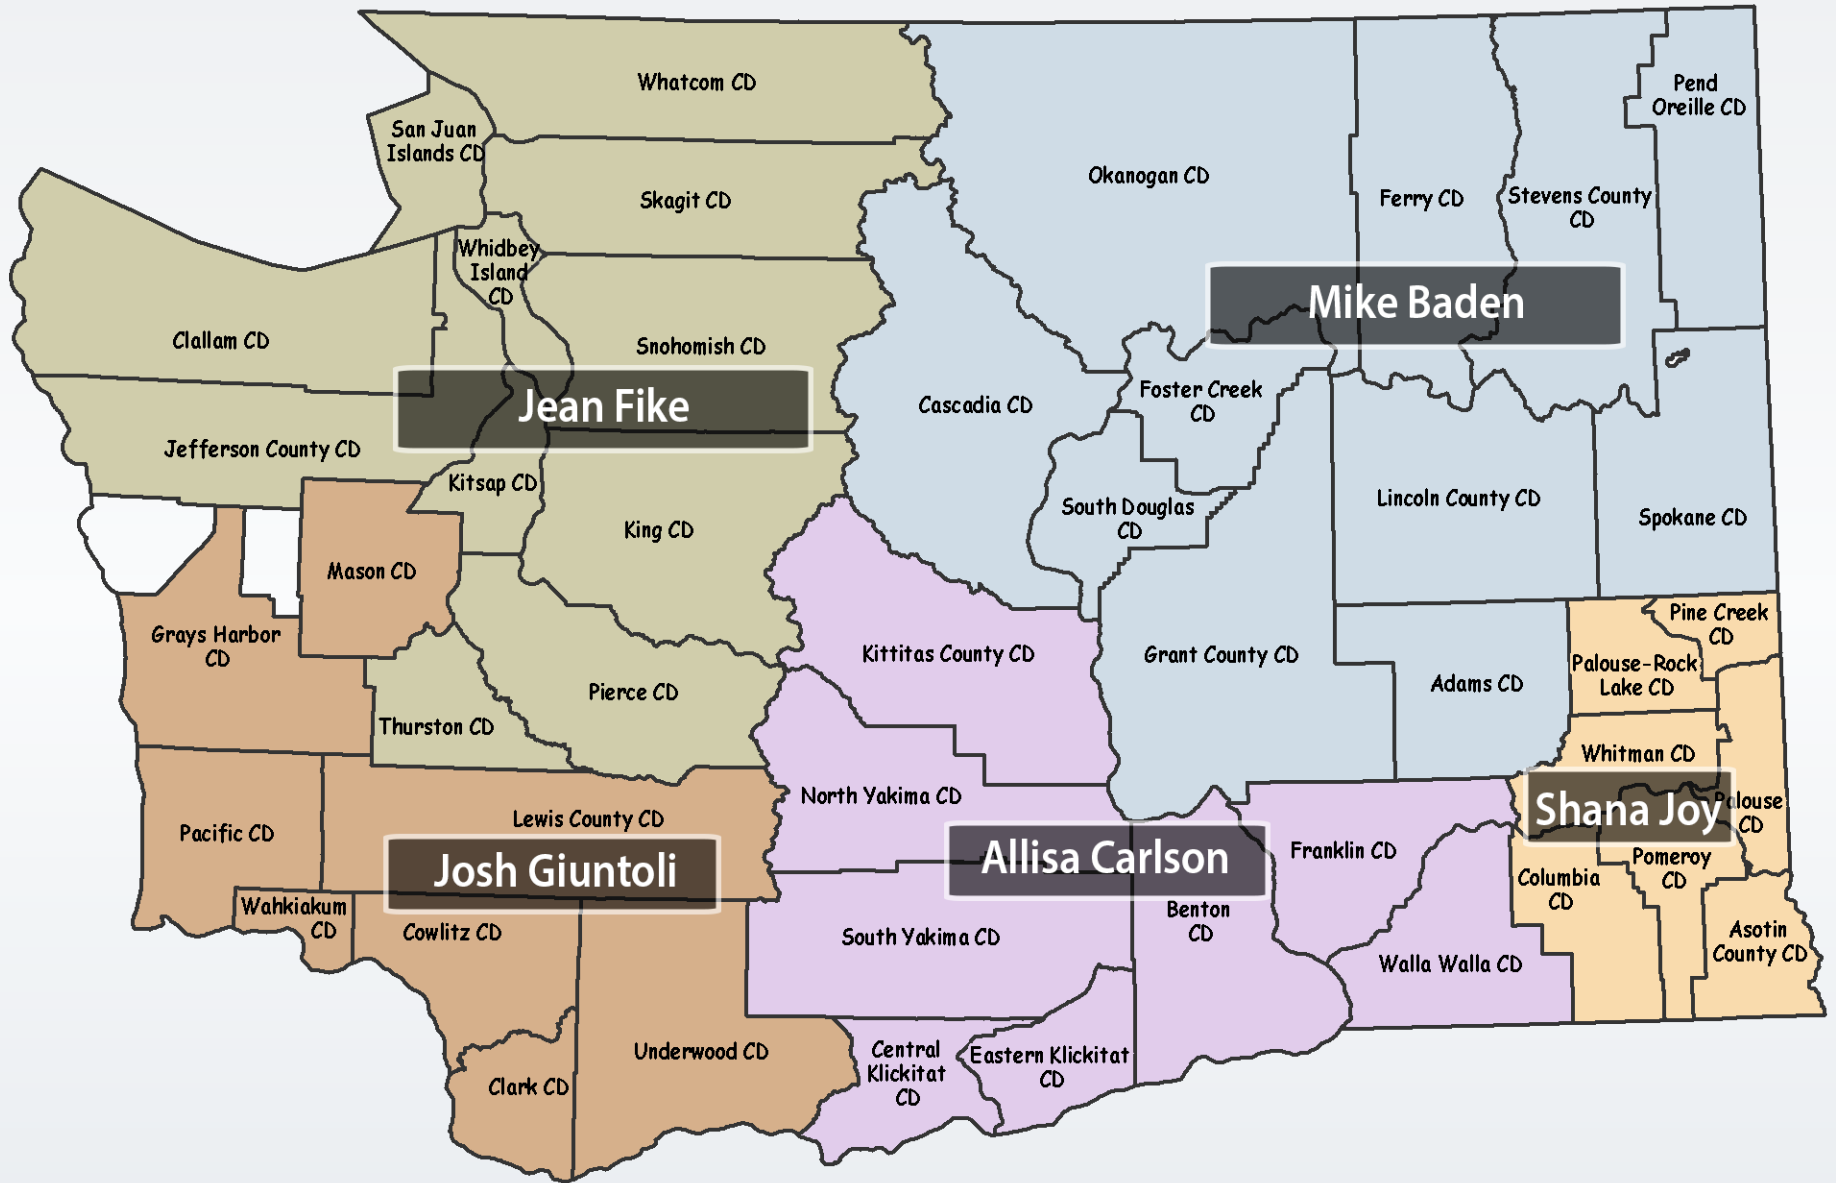 Whatcom CD
San Juan
Islands CD
Skagit CD
Whidbey
Island
CD
Clallam CD
Snohomish CD
Jean Fike
Jefferson County CD
Kitsap CD
King CD
Mason CD
Grays Harbor
CD
Pierce CD
Thurston CD
Pacific CD
Lewis County CD
Josh Giuntoli
Wahkiakum
CD
Cowlitz CD
Underwood CD
Clark CD
Okanogan CD
Ferry CD
Stevens County
CD
Pend
Oreille CD
Mike Baden
Cascadia CD
Foster Creek
CD
South Douglas
CD
Lincoln County CD
Spokane CD
Grant County CD
Adams CD
Kittitas County CD
North Yakima CD
Allisa Carlson
South Yakima CD
Benton
CD
Franklin CD
Walla Walla CD
Central
Klickitat
CD
Eastern Klickitat
CD
Pine Creek
CD
Palouse-Rock
Lake CD
Whitman CD
Shana Joy
Palouse
CD
Pomeroy
CD
Columbia
CD
Asotin
County CD